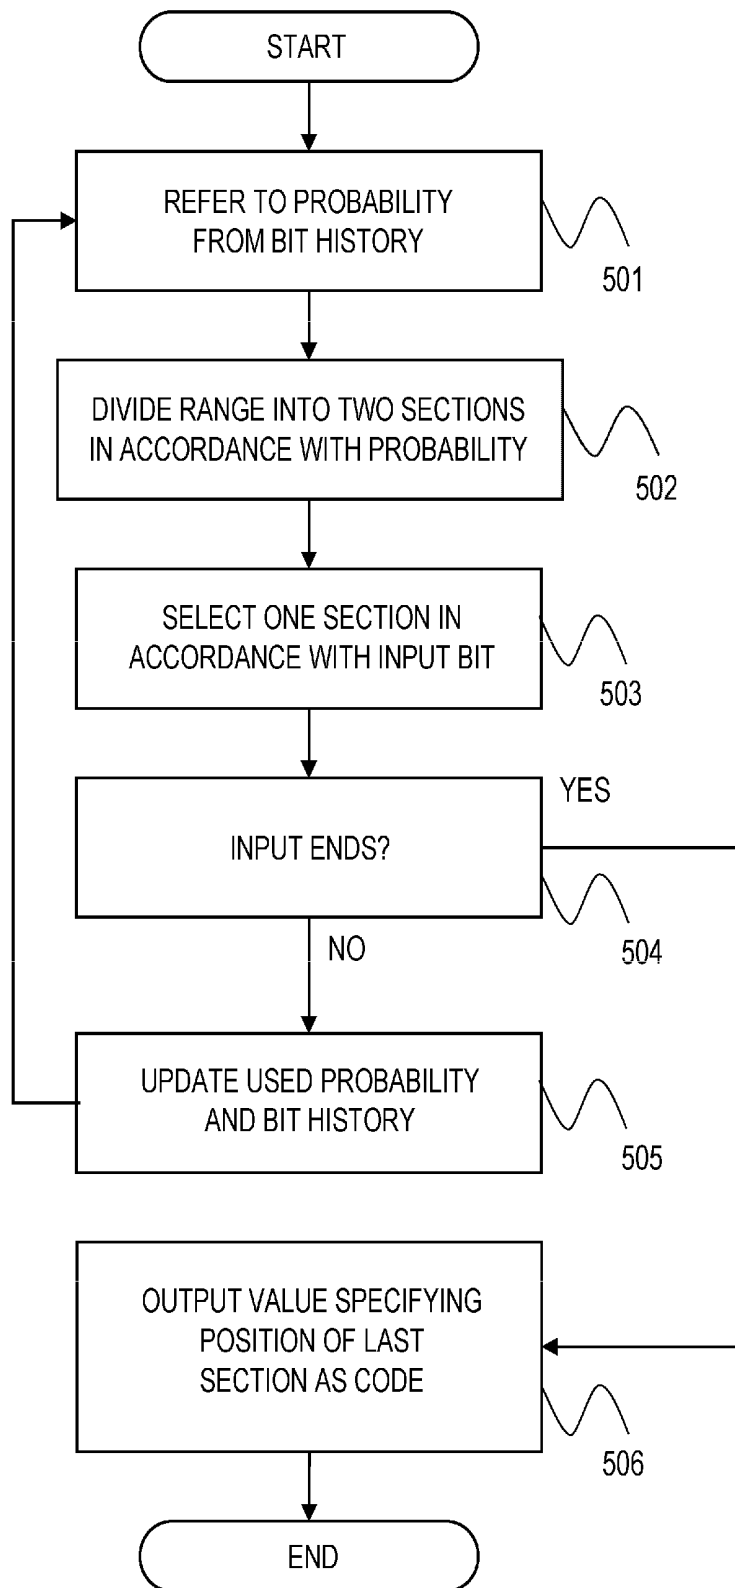 START
REFER TO PROBABILITY
FROM BIT HISTORY
501
DIVIDE RANGE INTO TWO SECTIONS
IN ACCORDANCE WITH PROBABILITY
502
SELECT ONE SECTION IN
ACCORDANCE WITH INPUT BIT
503
YES
INPUT ENDS?
504
NO
UPDATE USED PROBABILITY
AND BIT HISTORY
505
OUTPUT VALUE SPECIFYING
POSITION OF LAST
SECTION AS CODE
506
END